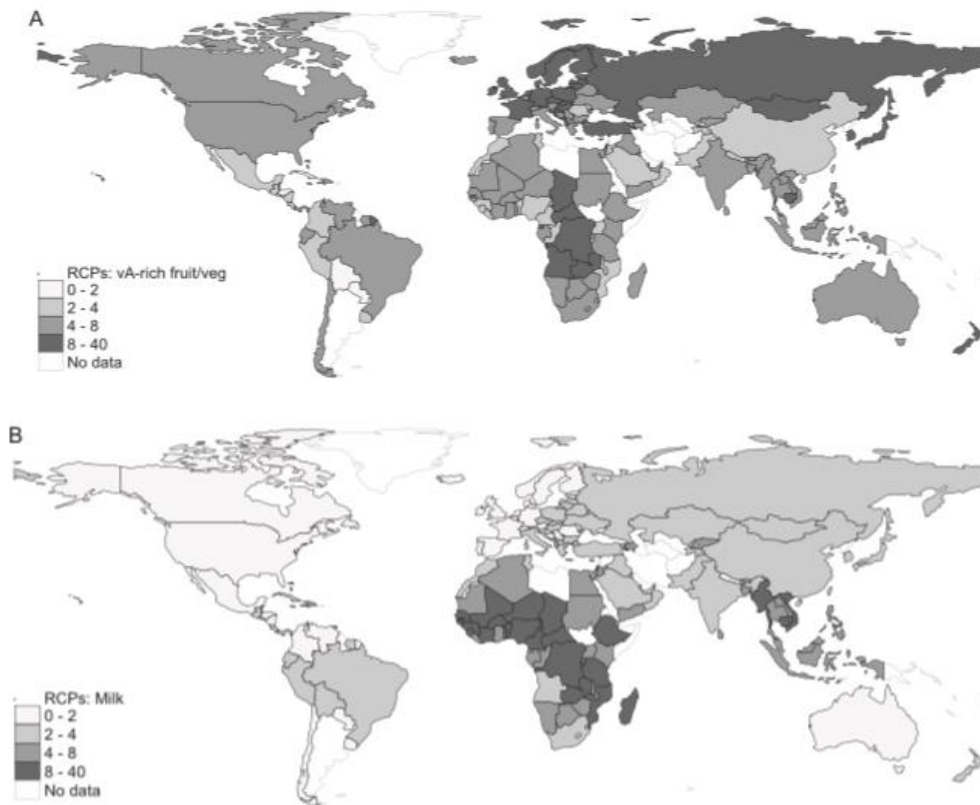 A
RCPs: vA-rich fruit/veg
0 - 2
2 - 4
4 - 8
8 - 40
No data
B
RCPs: Milk
0 - 2
2 - 4
4 - 8
8 - 40
No data